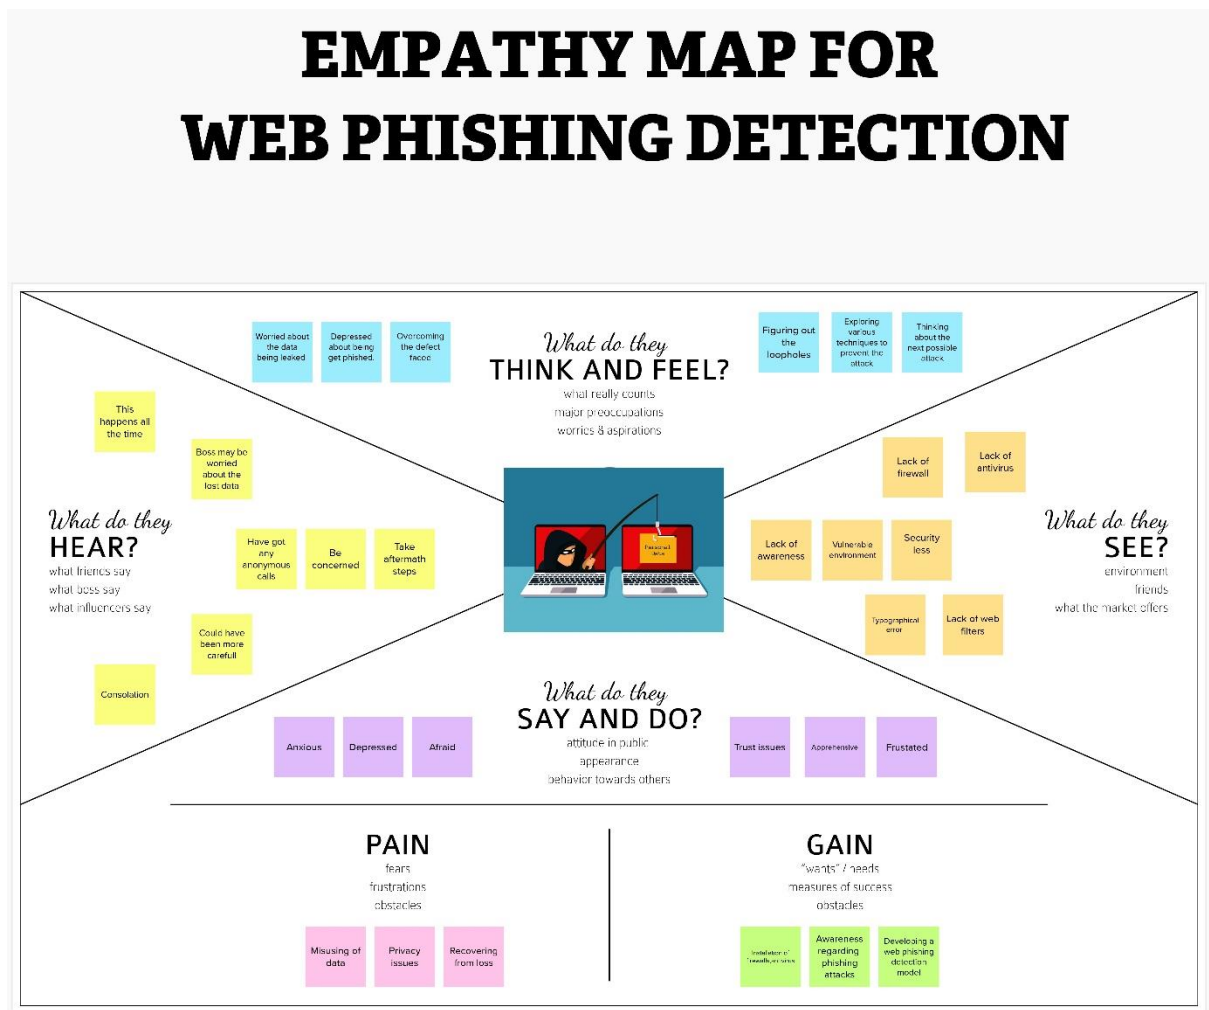 EMPATHY MAP FOR
WEB PHISHING DETECTION
Worried about
the data
being leaked
Depressed
about being
get phished.
Overcoming
the defect
faced
What do they
THINK AND FEEL?
what really counts
major preoccupations
worries & aspirations
Figuring out
the
loopholes
Exploring
various
techniques to
prevent the
attack
Thinking
about the
next possible
attack
This
happens all
the time
Boss may be
worried
about the
lost data
What do they
HEAR?
what friends say
what boss say
what influencers say
Have got
any
anonymous
calls
Be
concerned
Take
aftermath
steps
Could have
been more
carefull
Consolation
Personal
Lack of
firewall
Lack of
antivirus
Lack of
awareness
Vulnerable
environment
Security
less
Typographical
error
Lack of web
filters
What do they
SEE?
environment
friends
what the market offers
What do they
SAY AND DO?
attitude in public
appearance
behavior towards others
Anxious
Depressed
Afraid
Trust issues
Apprehensive
Frustated
PAIN
fears
frustrations
obstacles
Misusing of
data
Privacy
issues
Recovering
from loss
GAIN
"wants" / needs
measures of success
obstacles
Installation of
Awareness
regarding
phishing
attacks
Developing a
web phishing
detection
model